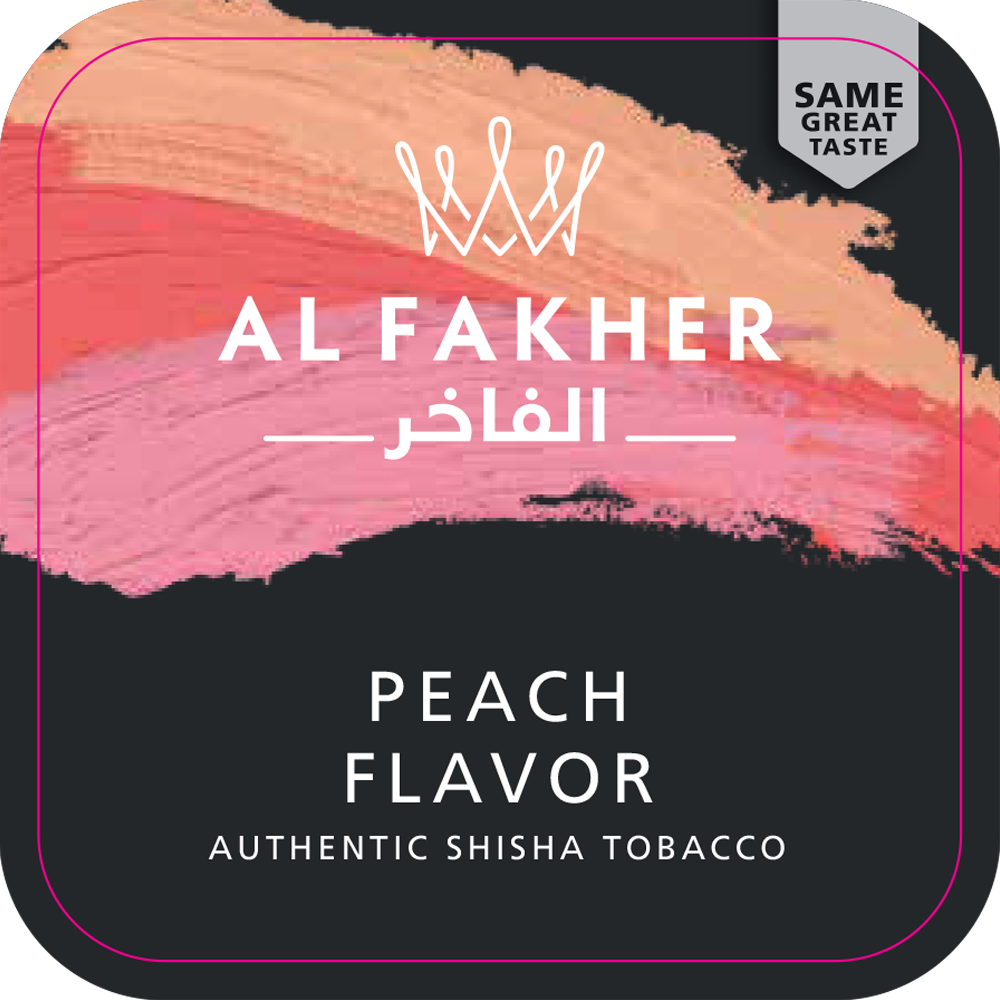 SAME
GREAT
TASTE
AL FAKHER
الفاخر
PEACH
FLAVOR
AUTHENTIC SHISHA TOBACCO